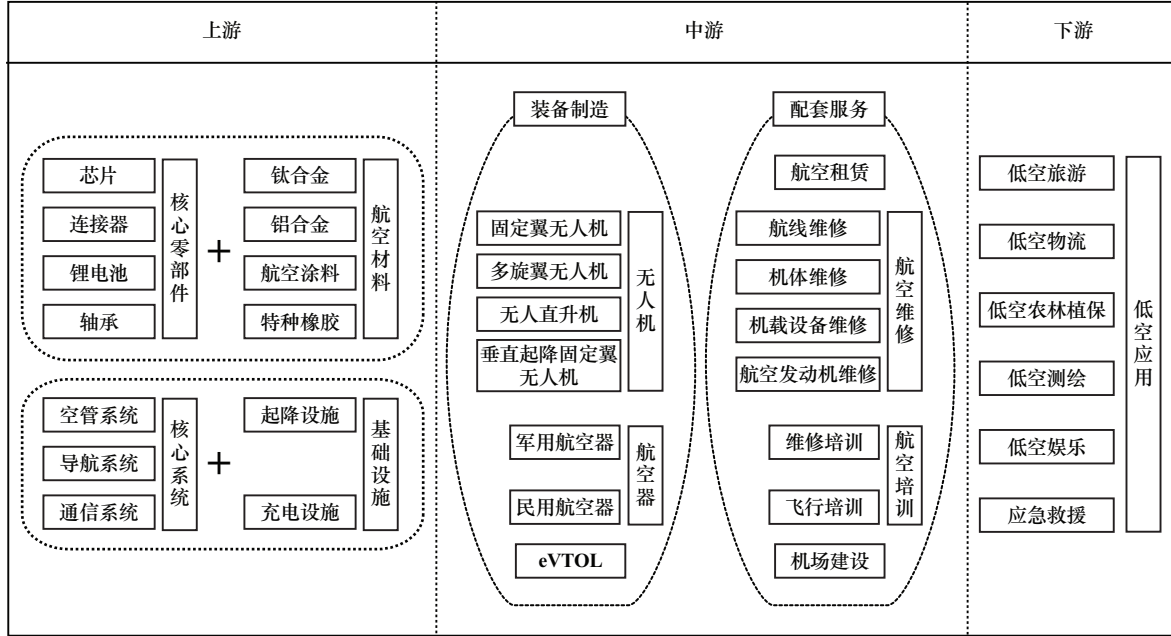 上游
中游
下游
芯片
连接器
锂电池
轴承
核心零部件
+
钛合金
铝合金
航空涂料
特种橡胶
航空材料
空管系统
导航系统
通信系统
核心系统
+
起降设施
充电设施
基础设施
装备制造
固定翼无人机
多旋翼无人机
无人直升机
垂直起降固定翼
无人机
无人机
军用航空器
民用航空器
航空器
eVTOL
配套服务
航空租赁
航线维修
机体维修
机载设备维修
航空发动机维修
航空维修
维修培训
飞行培训
航空培训
机场建设
低空旅游
低空物流
低空农林植保
低空测绘
低空娱乐
应急救援
低空应用